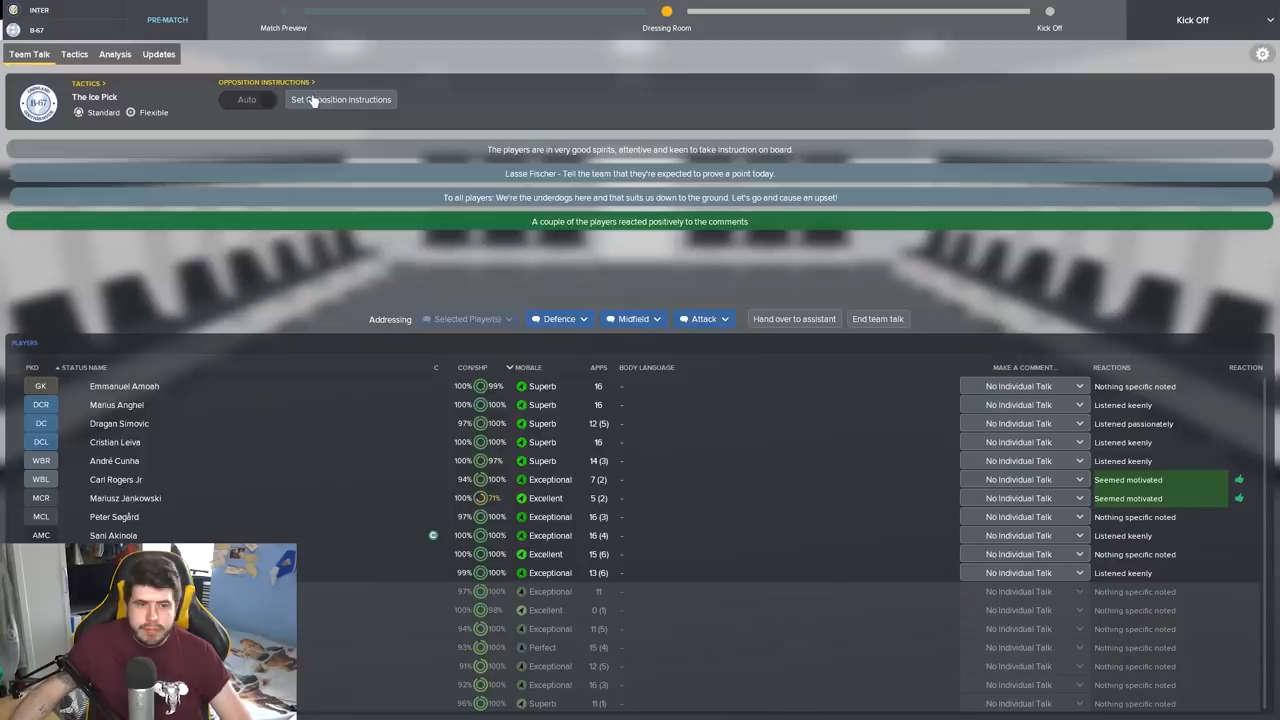 INTER
B-67
PRE-MATCH
Match Preview
Dressing Room
Kick Off
Kick Off
Team Talk Tactics Analysis Updates
B-67
TACTICS >
The Ice Pick
Standard Flexible
OPPOSITION INSTRUCTIONS >
Auto Set Opposition Instructions
The players are in very good spirits, attentive and keen to take instruction on board.
Lasse Fischer - Tell the team that they're expected to prove a point today.
To all players: We're the underdogs here and that suits us down to the ground. Let's go and cause an upset!
A couple of the players reacted positively to the comments
Addressing Selected Player(s) Defence Midfield Attack Hand over to assistant End team talk
PLAYERS
PKD STATUS NAME C CON/SHP MORALE APPS BODY LANGUAGE MAKE A COMMENT... REACTIONS REACTION
GK Emmanuel Amoah 100% 99% Superb 16 - No Individual Talk Nothing specific noted
DCR Marius Anghel 100% 100% Superb 16 - No Individual Talk Listened keenly
DC Dragan Simovic 97% 100% Superb 12 (5) - No Individual Talk Listened passionately
DCL Cristian Leiva 100% 100% Superb 16 - No Individual Talk Listened keenly
WBR André Cunha 100% 97% Superb 14 (3) - No Individual Talk Listened keenly
WBL Carl Rogers Jr 94% 100% Exceptional 7 (2) - No Individual Talk Seemed motivated
MCR Mariusz Jankowski 100% 71% Excellent 5 (2) - No Individual Talk Seemed motivated
MCL Peter Søgård 97% 100% Exceptional 16 (3) - No Individual Talk Nothing specific noted
AMC Sani Akinola C 100% 100% Exceptional 16 (4) - No Individual Talk Listened keenly
100% 100% Excellent 15 (6) - No Individual Talk Nothing specific noted
99% 100% Exceptional 13 (6) - No Individual Talk Listened keenly
97% 100% Exceptional 11 - No Individual Talk Nothing specific noted
100% 98% Excellent 0 (1) - No Individual Talk Nothing specific noted
94% 100% Exceptional 11 (5) - No Individual Talk Nothing specific noted
93% 100% Perfect 15 (4) - No Individual Talk Nothing specific noted
91% 100% Exceptional 12 (5) - No Individual Talk Nothing specific noted
92% 100% Exceptional 16 (3) - No Individual Talk Nothing specific noted
96% 100% Superb 11 (1) - No Individual Talk Nothing specific noted